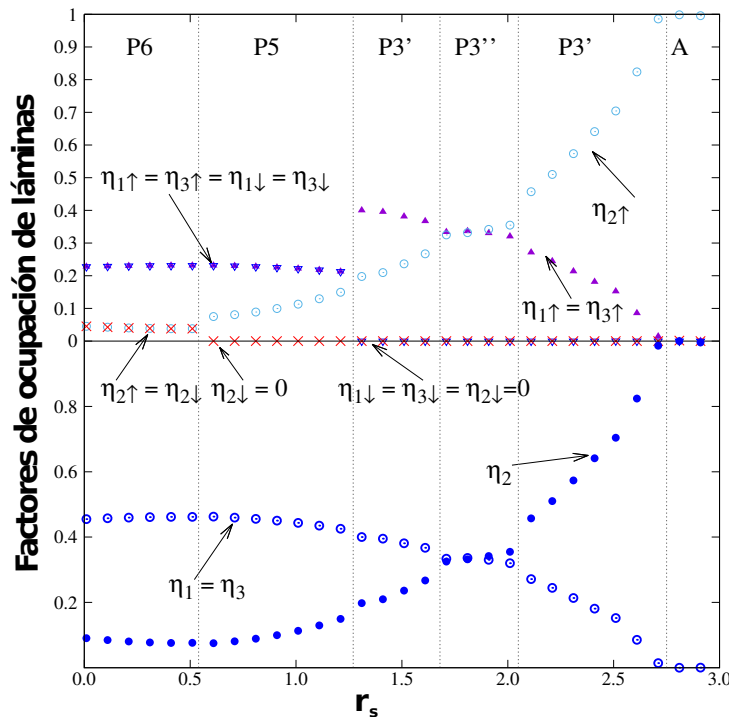 Factores de ocupación de láminas
1
0.9
0.8
0.7
0.6
0.5
0.4
0.3
0.2
0.1
0
0.8
0.6
0.4
0.2
P6 P5 P3' P3'' P3' A
η1↑ = η3↑ = η1↓ = η3↓
η2↑
η1↑ = η3↑
η2↑ = η2↓ η2↓ = 0 η1↓ = η3↓ = η2↓=0
η2
η1 = η3
0.0 0.5 1.0 1.5 2.0 2.5 3.0
rs